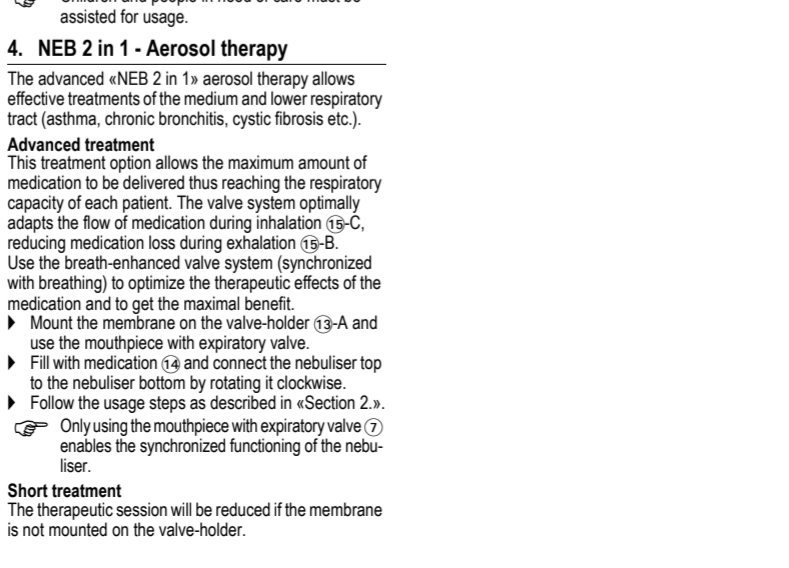 assisted for usage.
4. NEB 2 in 1 - Aerosol therapy
The advanced «NEB 2 in 1» aerosol therapy allows
effective treatments of the medium and lower respiratory
tract (asthma, chronic bronchitis, cystic fibrosis etc.).
Advanced treatment
This treatment option allows the maximum amount of
medication to be delivered thus reaching the respiratory
capacity of each patient. The valve system optimally
adapts the flow of medication during inhalation ⑮-C,
reducing medication loss during exhalation ⑮-B.
Use the breath-enhanced valve system (synchronized
with breathing) to optimize the therapeutic effects of the
medication and to get the maximal benefit.
Mount the membrane on the valve-holder ⑬-A and
use the mouthpiece with expiratory valve.
Fill with medication ⑭ and connect the nebuliser top
to the nebuliser bottom by rotating it clockwise.
Follow the usage steps as described in «Section 2.».
Only using the mouthpiece with expiratory valve ⑦
enables the synchronized functioning of the nebu-
liser.
Short treatment
The therapeutic session will be reduced if the membrane
is not mounted on the valve-holder.